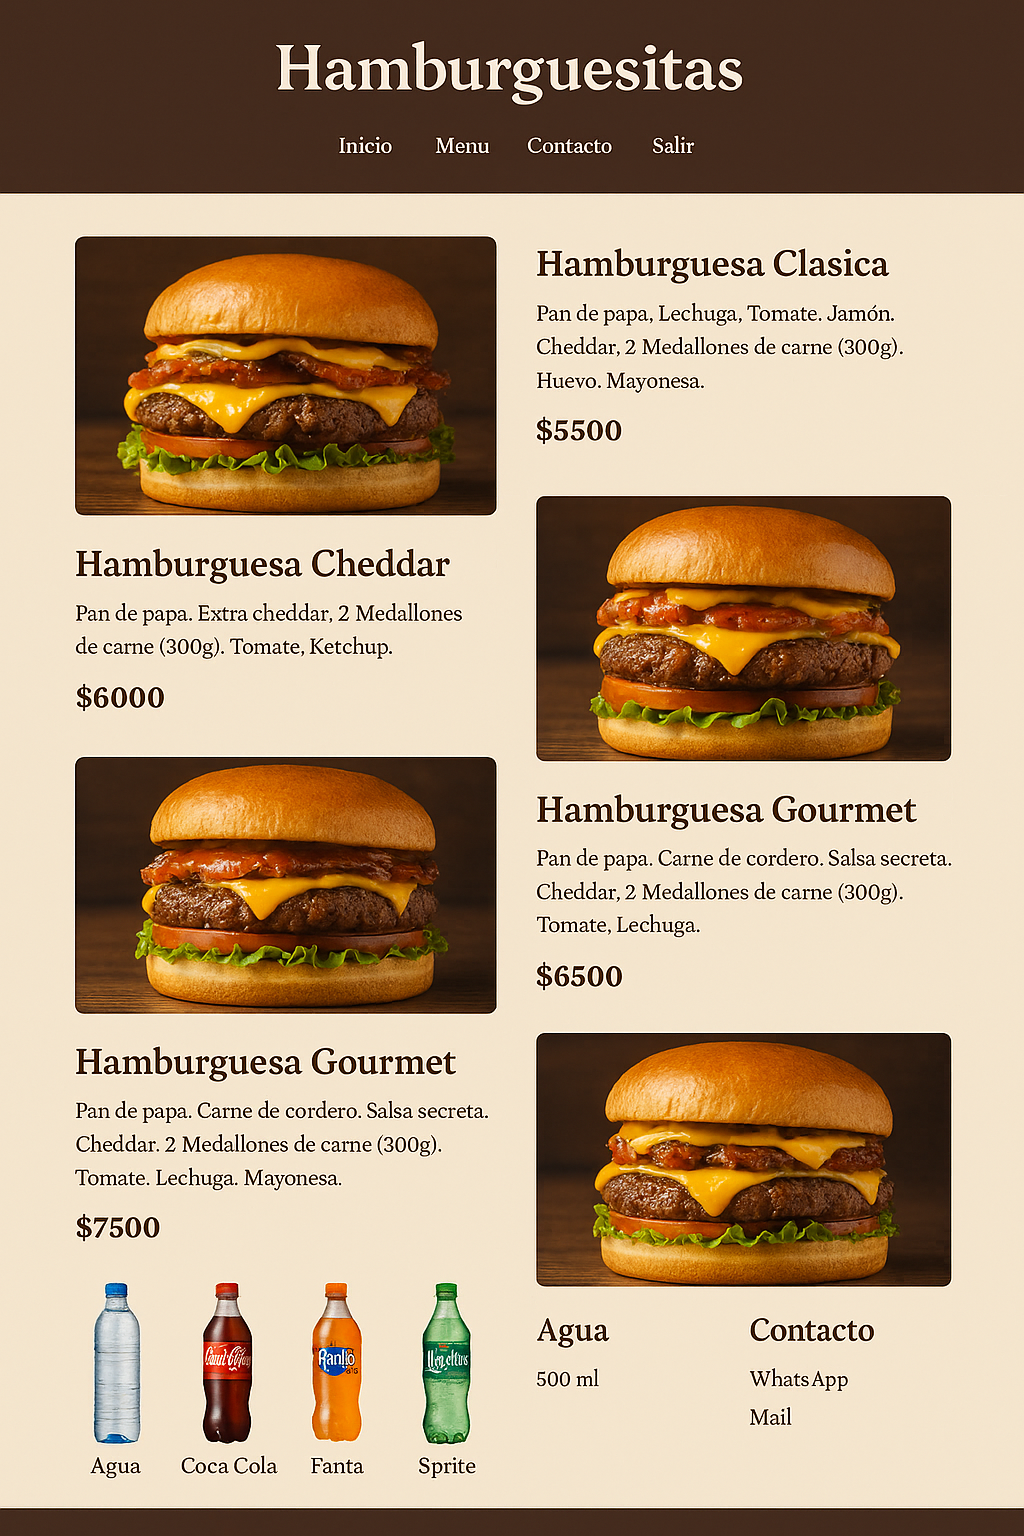 Hamburguesitas
Inicio Menu Contacto Salir
Hamburguesa Clasica
Pan de papa, Lechuga, Tomate. Jamón.
Cheddar, 2 Medallones de carne (300g).
Huevo. Mayonesa.
$5500
Hamburguesa Cheddar
Pan de papa. Extra cheddar, 2 Medallones
de carne (300g). Tomate, Ketchup.
$6000
Hamburguesa Gourmet
Pan de papa. Carne de cordero. Salsa secreta.
Cheddar, 2 Medallones de carne (300g).
Tomate, Lechuga.
$6500
Hamburguesa Gourmet
Pan de papa. Carne de cordero. Salsa secreta.
Cheddar. 2 Medallones de carne (300g).
Tomate. Lechuga. Mayonesa.
$7500
Agua
Coca Cola
Fanta
Sprite
Agua
500 ml
Contacto
WhatsApp
Mail